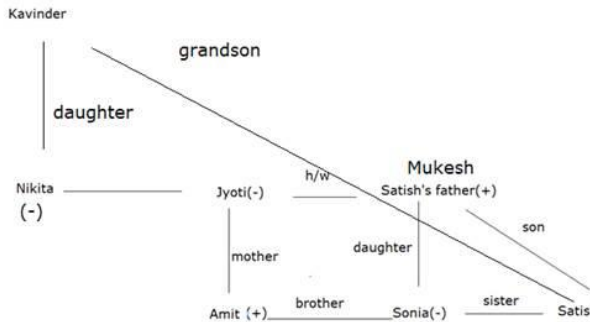 Kavinder
grandson
daughter
Mukesh
h/w
Nikita
(-)
Jyoti(-)
Satish's father(+)
son
mother
daughter
Amit (+)
brother
Sonia(-)
sister
Satis